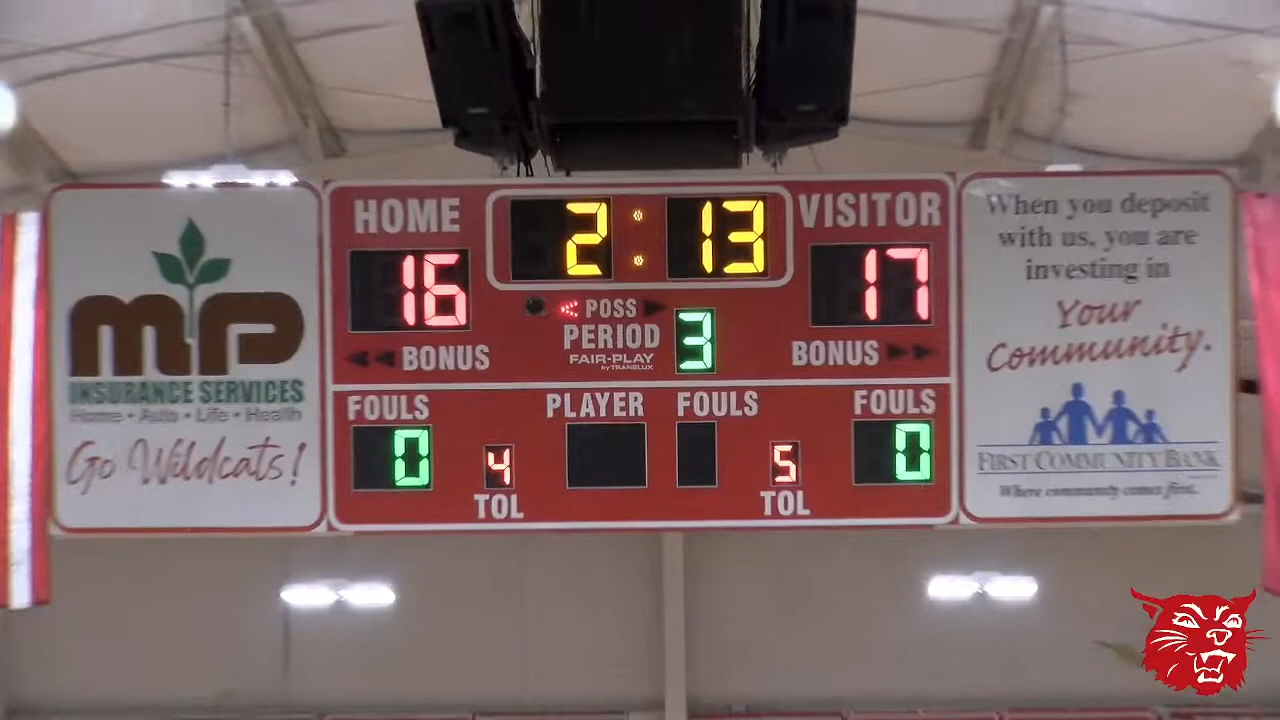 mp
INSURANCE SERVICES
Home • Auto • Life • Health
Go Wildcats!
HOME
2:13
VISITOR
16
17
POSS
PERIOD
3
FAIR-PLAY
by TRANSLUX
BONUS
BONUS
FOULS
PLAYER
FOULS
FOULS
0
4
5
0
TOL
TOL
When you deposit
with us, you are
investing in
Your
Community.
FIRST COMMUNITY BANK
Where community comes first.